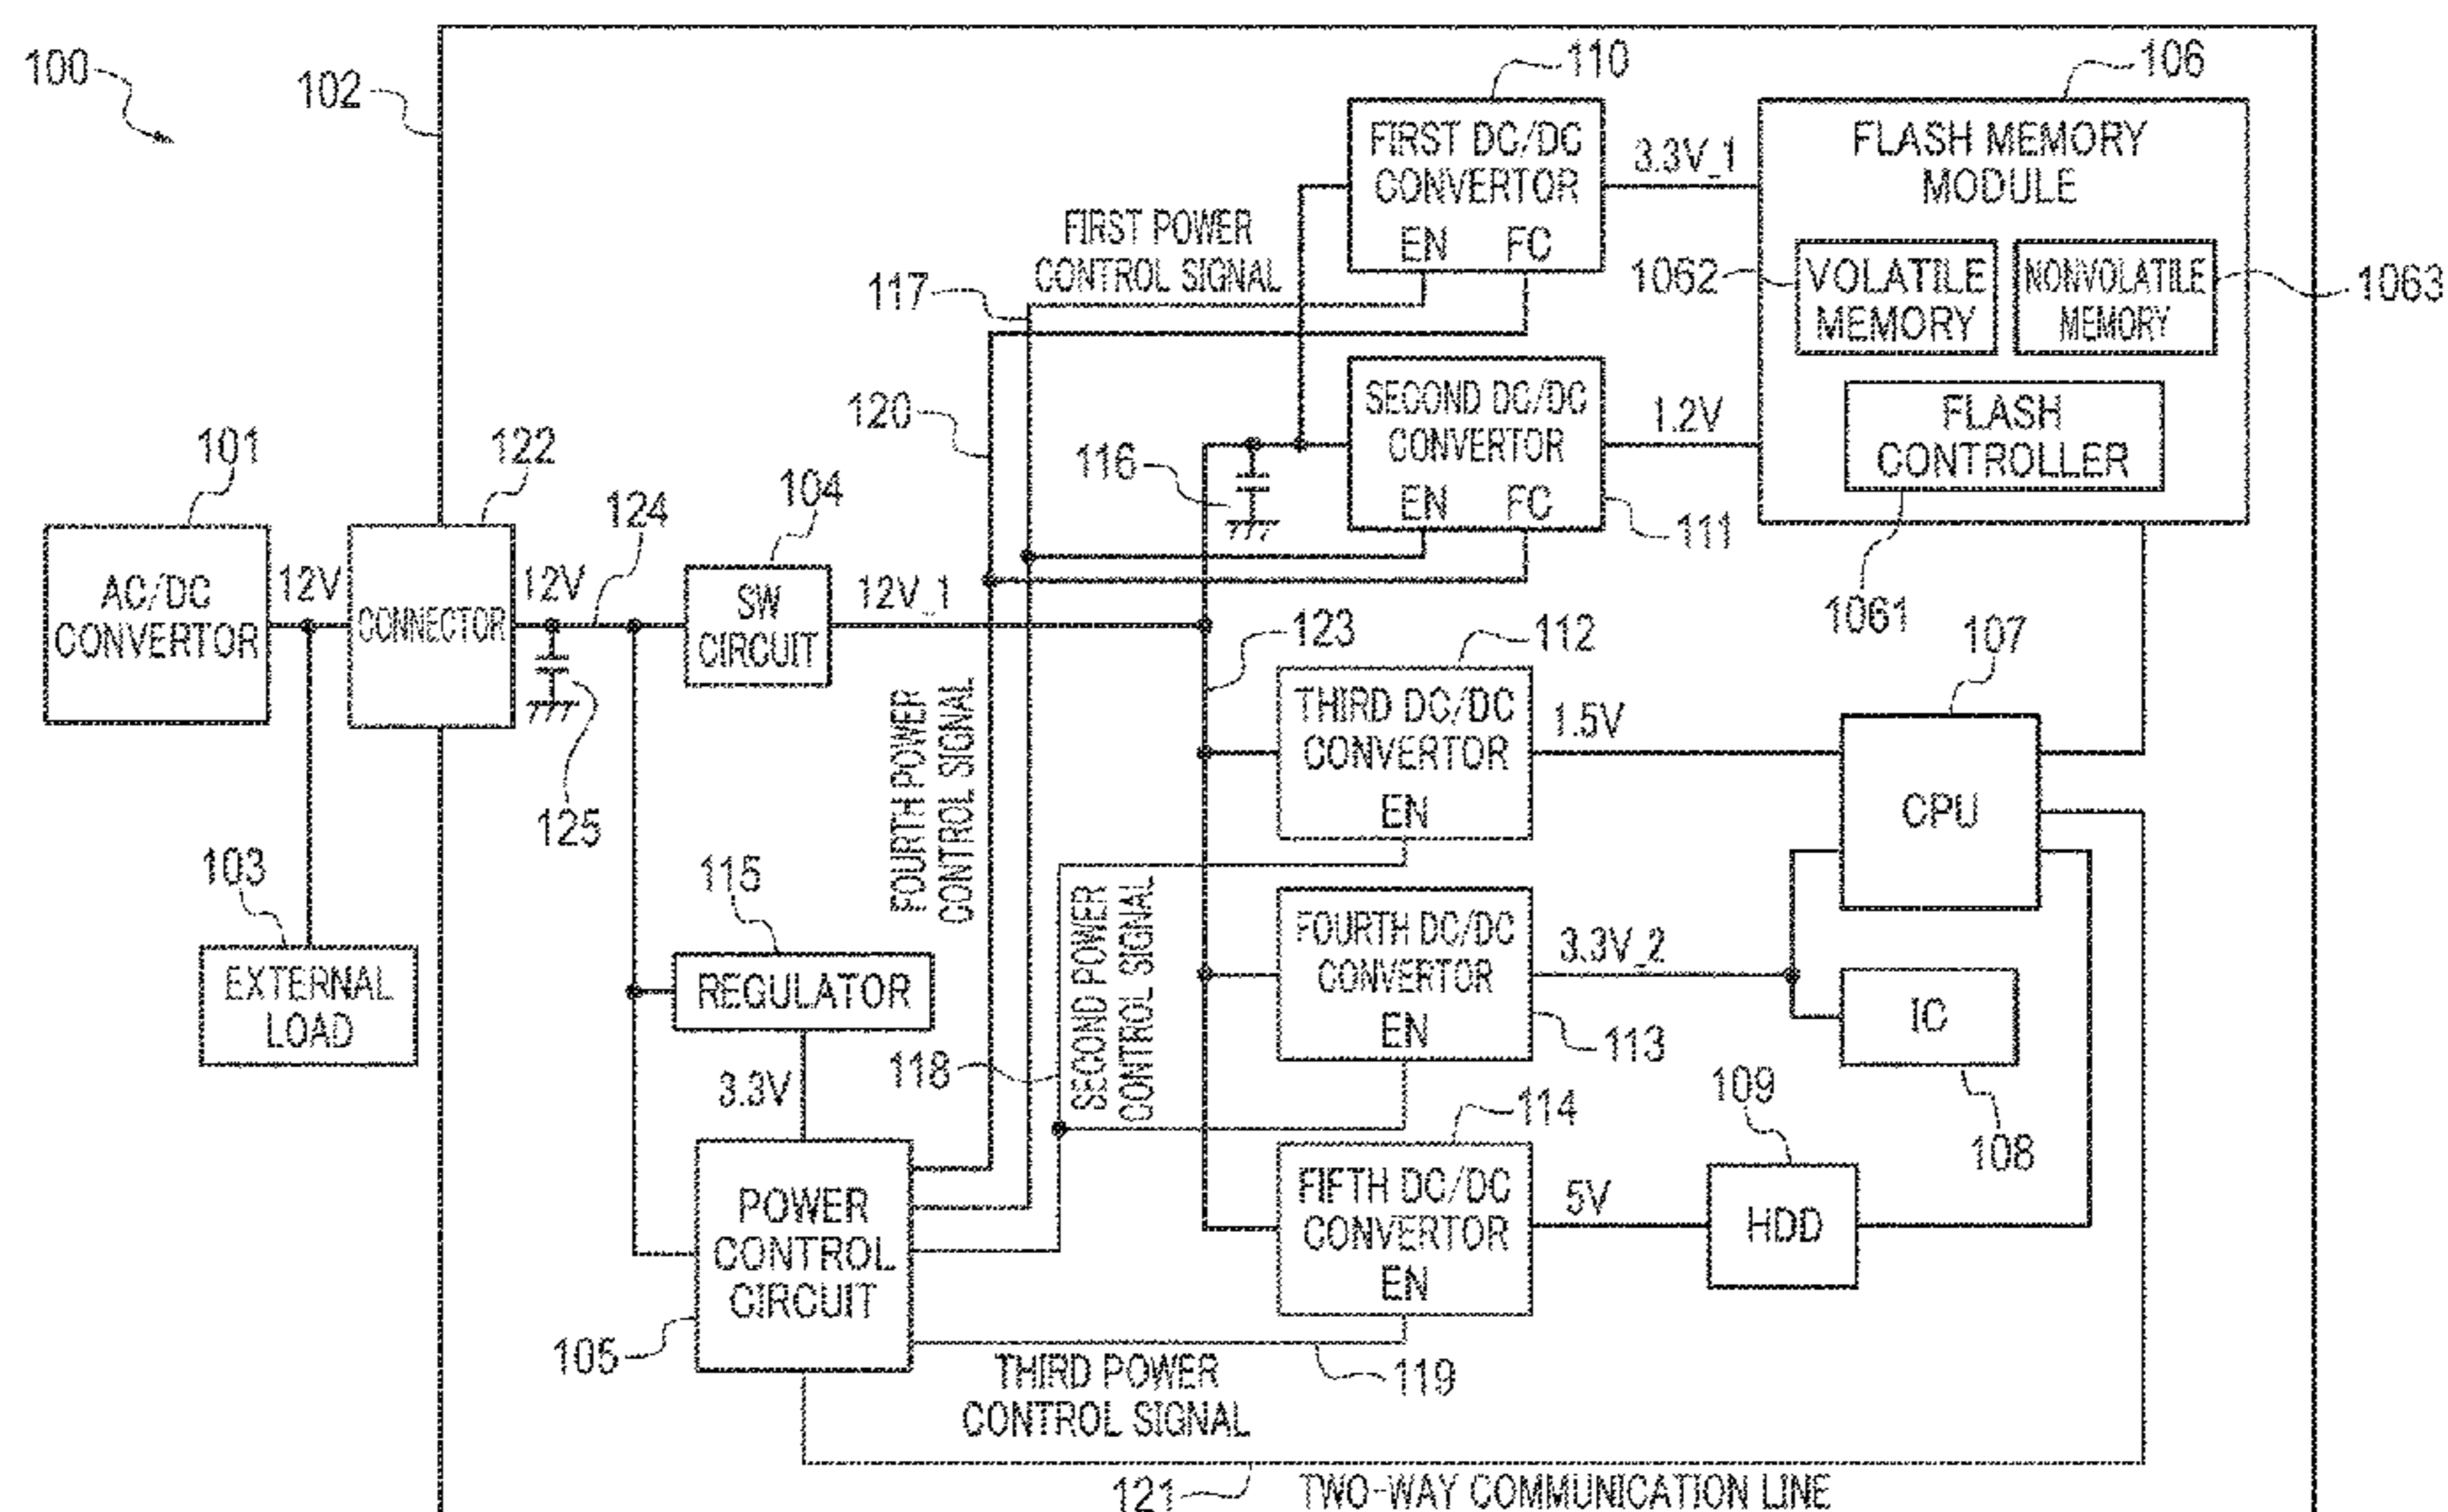 100
102
110
106
FIRST DC/DC
CONVERTOR
EN FC
3.3V_1
FLASH MEMORY
MODULE
FIRST POWER
CONTROL SIGNAL
117
1062
VOLATILE
MEMORY
NONVOLATILE
MEMORY
1063
120
SECOND DC/DC
CONVERTOR
EN FC
1.2V
FLASH
CONTROLLER
116
111
1061
101
122
124
104
AC/DC
CONVERTOR
12V
CONNECTOR
12V
SW
CIRCUIT
12V_1
123
112
107
125
THIRD DC/DC
CONVERTOR
EN
1.5V
CPU
FOURTH POWER
CONTROL SIGNAL
103
EXTERNAL
LOAD
115
REGULATOR
3.3V
118
SECOND POWER
CONTROL SIGNAL
FOURTH DC/DC
CONVERTOR
EN
3.3V_2
113
IC
108
109
114
POWER
CONTROL
CIRCUIT
FIFTH DC/DC
CONVERTOR
EN
5V
HDD
105
THIRD POWER
CONTROL SIGNAL
119
121
TWO-WAY COMMUNICATION LINE